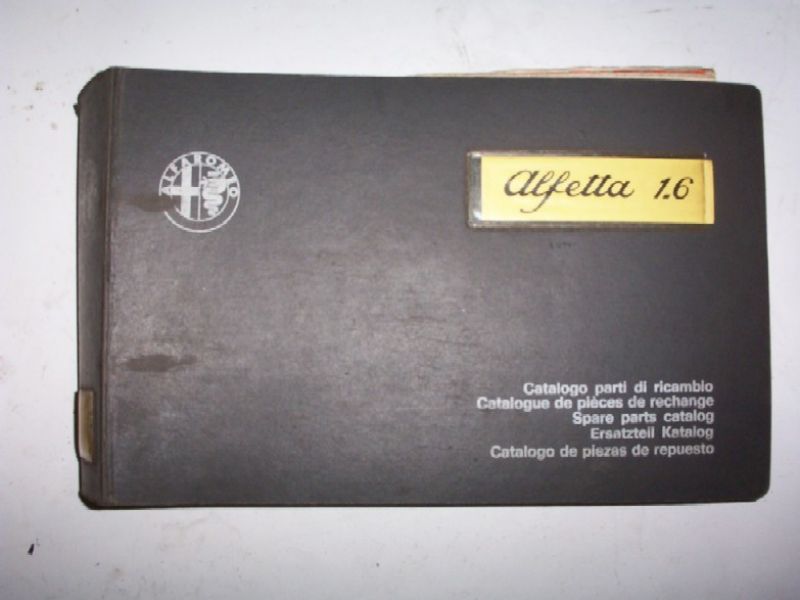 ALFA ROMEO
Alfetta 1.6
Catalogo parti di ricambio
Catalogue de pièces de rechange
Spare parts catalog
Ersatzteil Katalog
Catalogo de piezas de repuesto